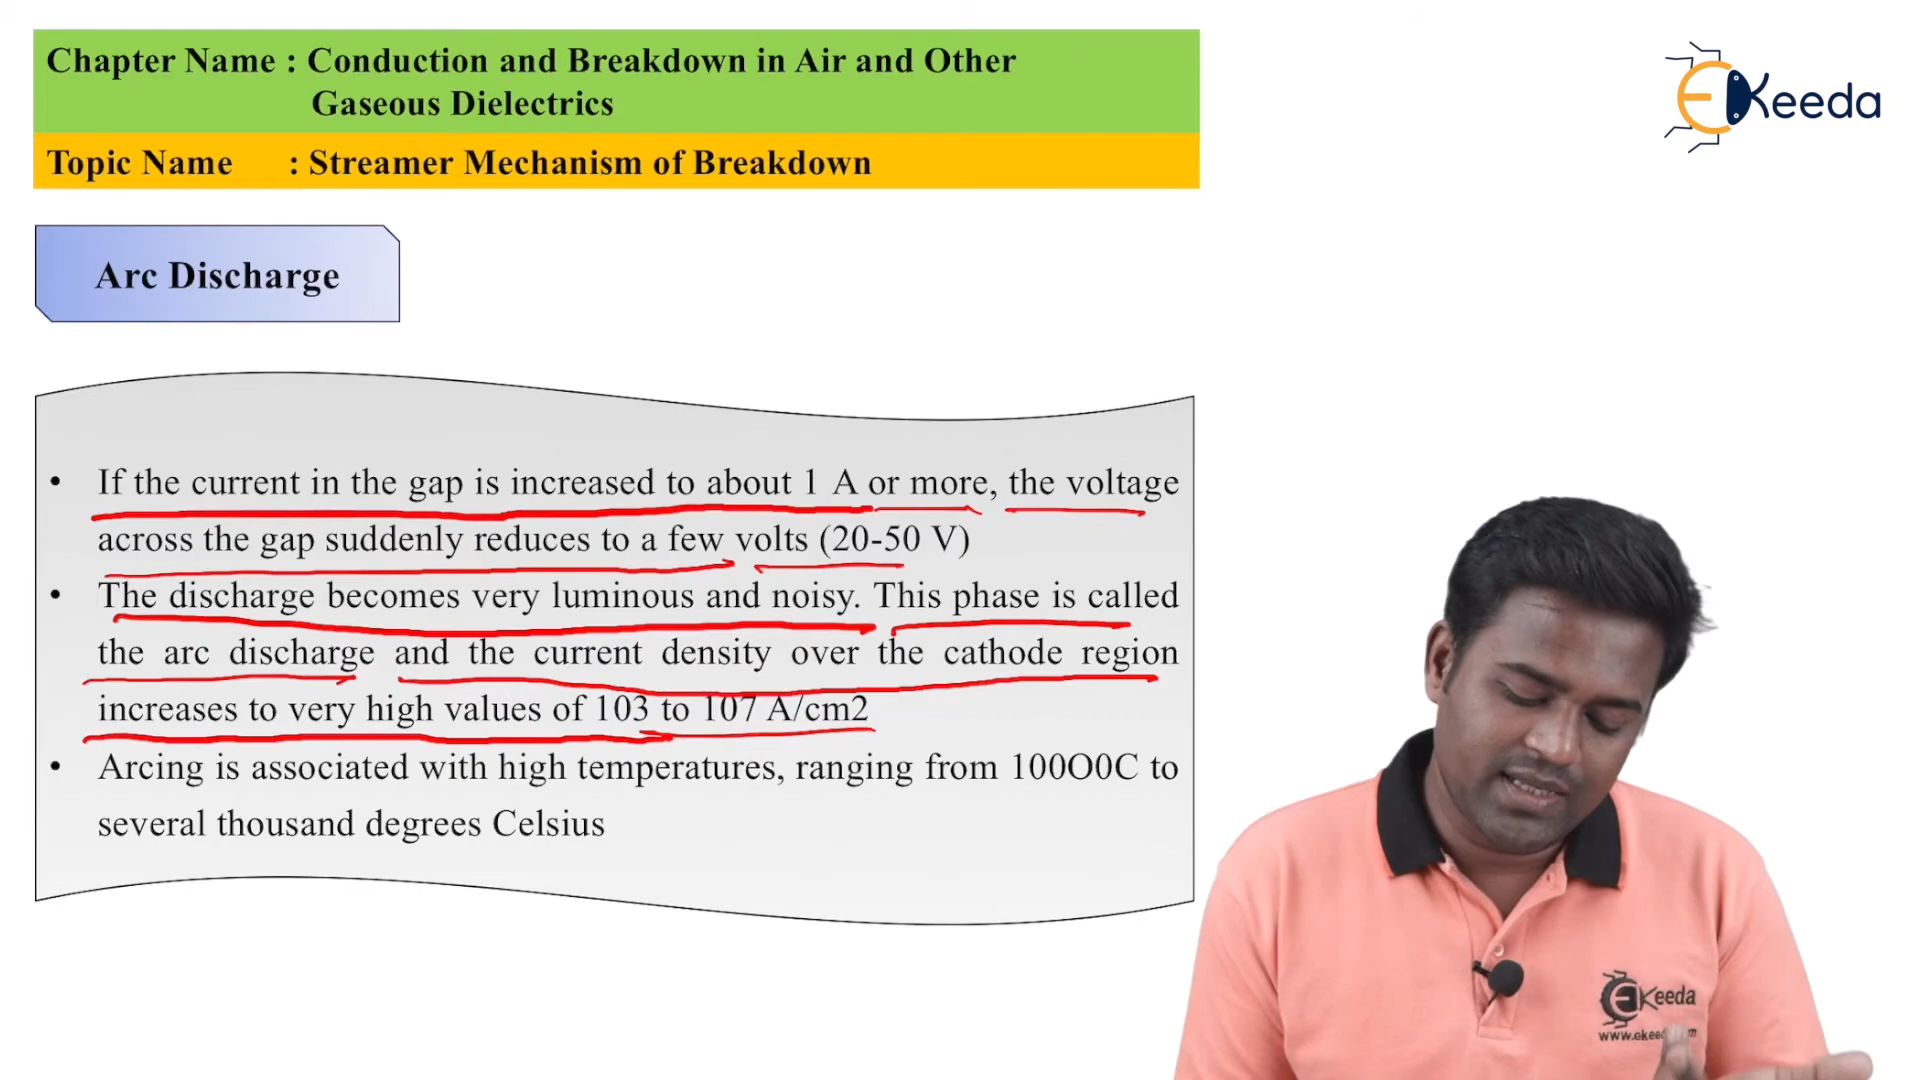 Chapter Name : Conduction and Breakdown in Air and Other
Gaseous Dielectrics
Topic Name : Streamer Mechanism of Breakdown
EKeeda
Arc Discharge
• If the current in the gap is increased to about 1 A or more, the voltage
across the gap suddenly reduces to a few volts (20-50 V)
• The discharge becomes very luminous and noisy. This phase is called
the arc discharge and the current density over the cathode region
increases to very high values of 103 to 107 A/cm2
• Arcing is associated with high temperatures, ranging from 100O0C to
several thousand degrees Celsius
EKeeda